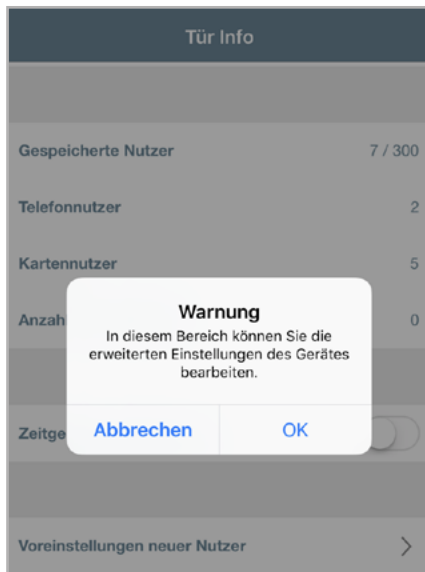 Tür Info
Gespeicherte Nutzer 7 / 300
Telefonnutzer 2
Kartennutzer 5
Anzah 0
Warnung
In diesem Bereich können Sie die
erweiterten Einstellungen des Gerätes
bearbeiten.
Abbrechen OK
Zeitge
Voreinstellungen neuer Nutzer